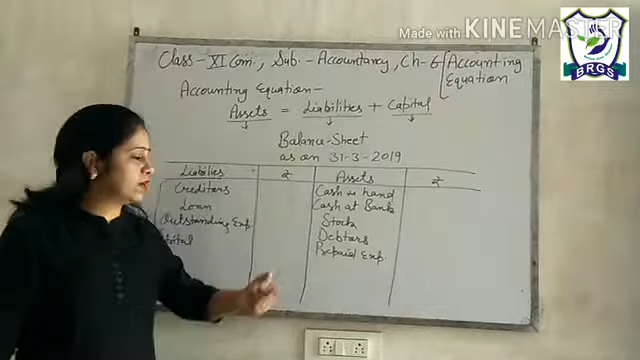 Made with KINEMASTER
BRGS
Class-XI Com., Sub.-Accountancy, Ch-6 [Accounting Equation
Accounting Equation-
Assets = Liabilities + Capital
Balance-Sheet
as on 31-3-2019
Liabilies ₹ Assets ₹
Creditors Cash in hand
Loan Cash at Bank
Outstanding Exp. Stock
Debtors
Prepaid Exp.